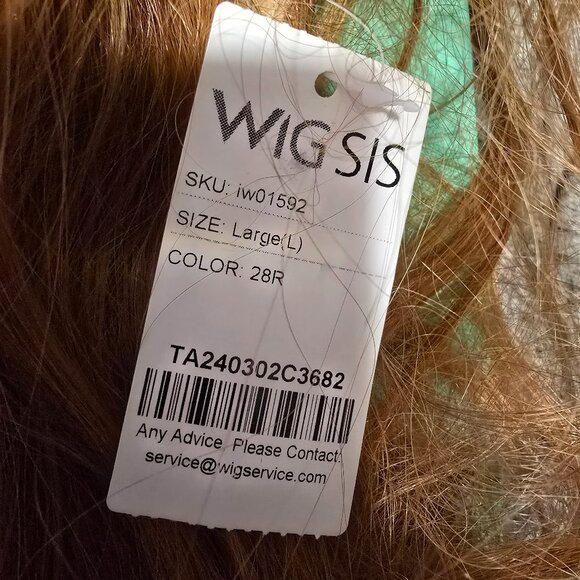 WIG SIS
SKU: iw01592
SIZE: Large(L)
COLOR: 28R
TA240302C3682
Any Advice, Please Contact:
service@wigservice.com